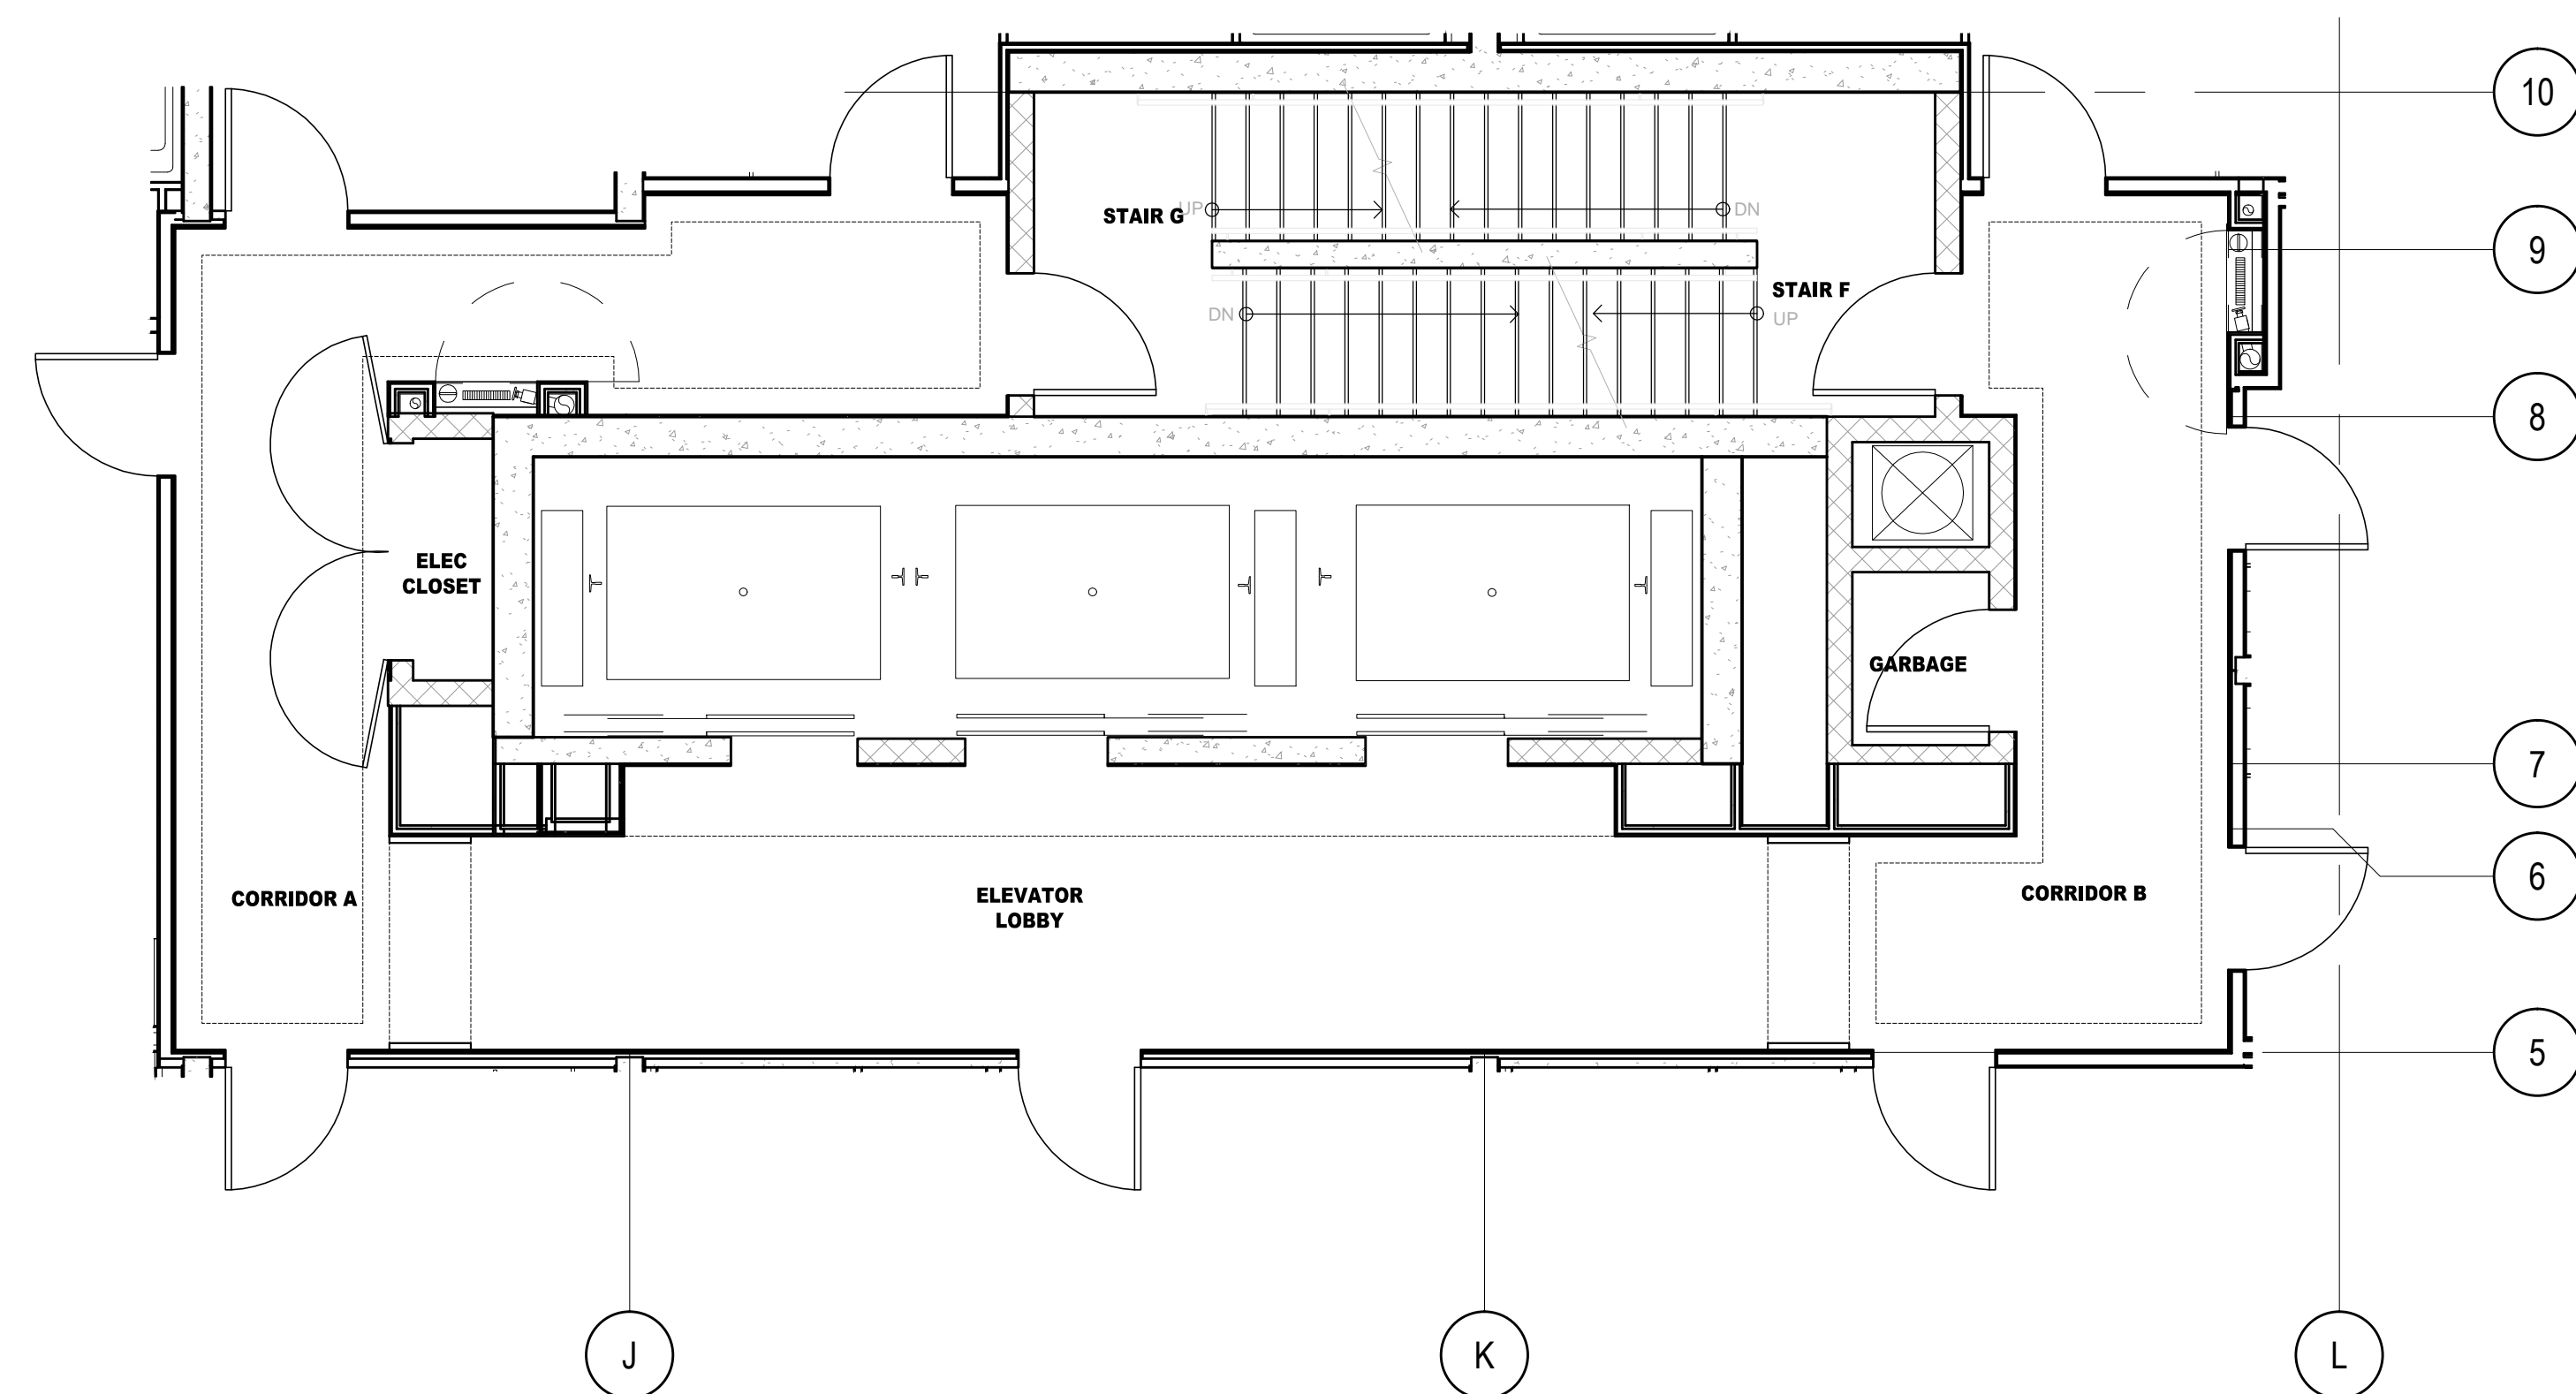 10
STAIR G
UP
DN
9
STAIR F
DN
UP
8
ELEC
CLOSET
GARBAGE
7
6
CORRIDOR A
ELEVATOR
LOBBY
CORRIDOR B
5
J
K
L